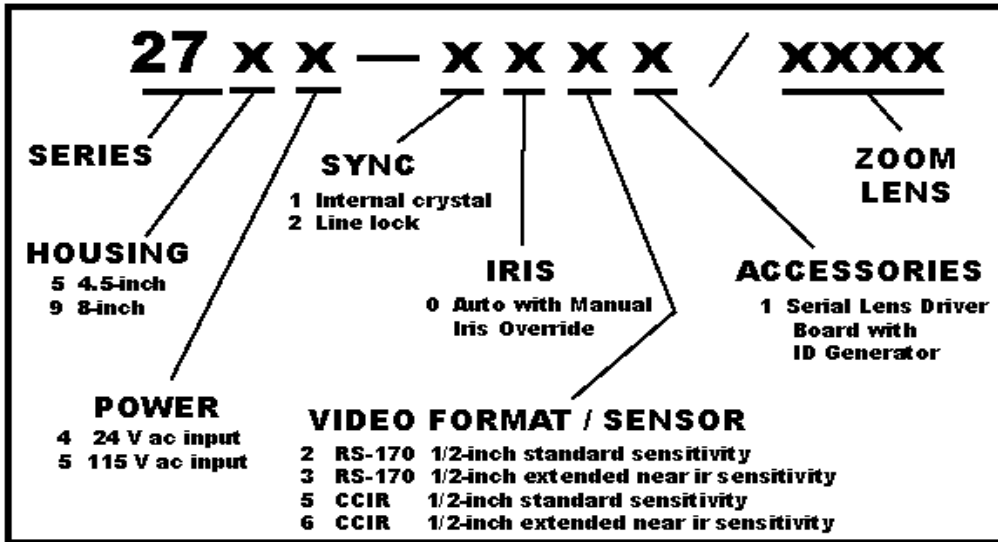 27 x x — x x x x / xxxx
SERIES
SYNC
1 Internal crystal
2 Line lock
ZOOM
LENS
HOUSING
5 4.5-inch
9 8-inch
IRIS
0 Auto with Manual
Iris Override
ACCESSORIES
1 Serial Lens Driver
Board with
ID Generator
POWER
4 24 V ac input
5 115 V ac input
VIDEO FORMAT / SENSOR
2 RS-170 1/2-inch standard sensitivity
3 RS-170 1/2-inch extended near ir sensitivity
5 CCIR 1/2-inch standard sensitivity
6 CCIR 1/2-inch extended near ir sensitivity